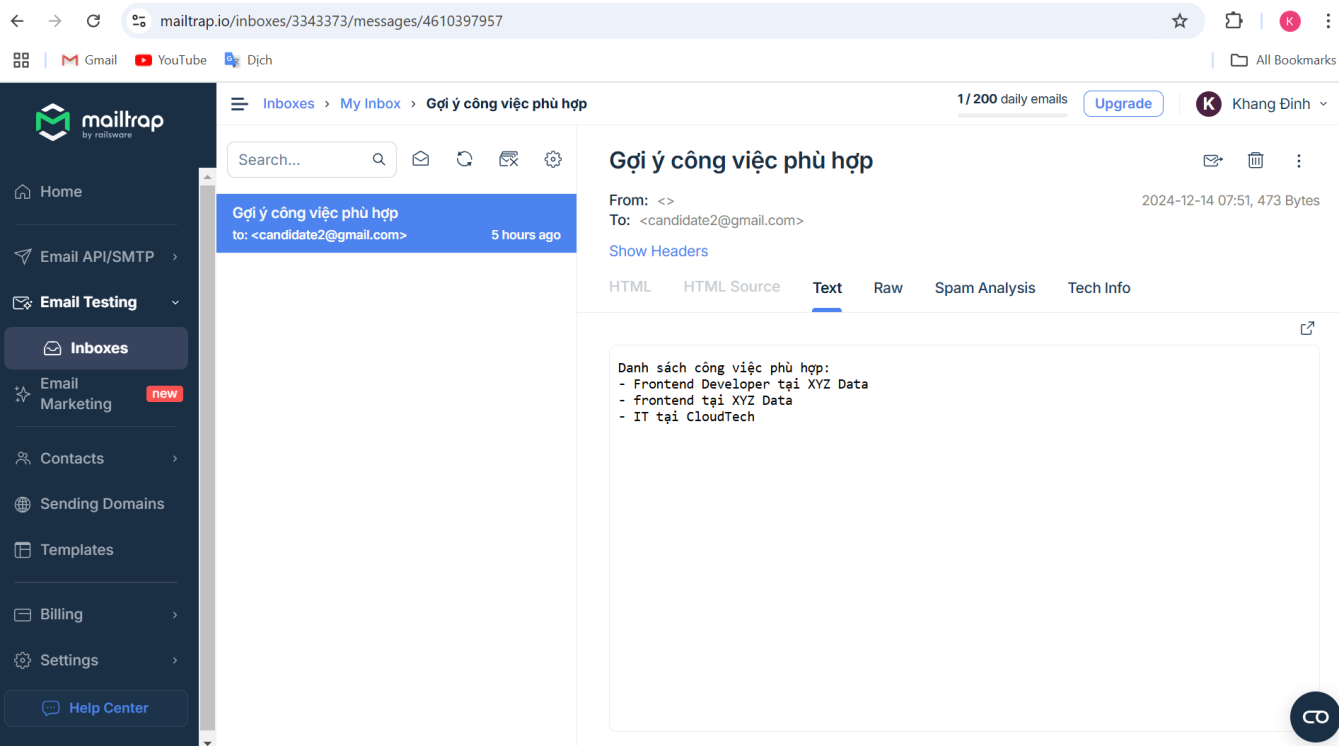 mailtrap.io/inboxes/3343373/messages/4610397957
K
Gmail
YouTube
Dịch
All Bookmarks
mailtrap
by railsware
Home
Email API/SMTP
Email Testing
Inboxes
Email
Marketing
new
Contacts
Sending Domains
Templates
Billing
Settings
Help Center
Inboxes › My Inbox › Gợi ý công việc phù hợp
1 / 200 daily emails
Upgrade
K
Khang Đinh
Search...
Gợi ý công việc phù hợp
to: <candidate2@gmail.com>
5 hours ago
Gợi ý công việc phù hợp
From: <>
2024-12-14 07:51, 473 Bytes
To: <candidate2@gmail.com>
Show Headers
HTML
HTML Source
Text
Raw
Spam Analysis
Tech Info
Danh sách công việc phù hợp:
- Frontend Developer tại XYZ Data
- frontend tại XYZ Data
- IT tại CloudTech